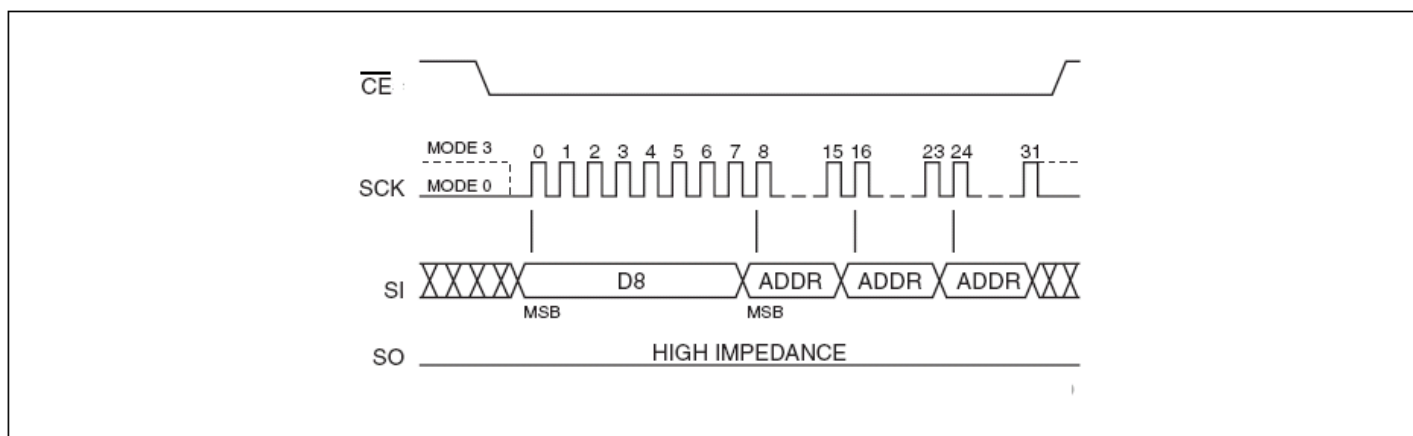 CE
MODE 3
0 1 2 3 4 5 6 7 8 15 16 23 24 31
SCK
MODE 0
SI
D8 ADDR ADDR ADDR
MSB MSB
SO
HIGH IMPEDANCE